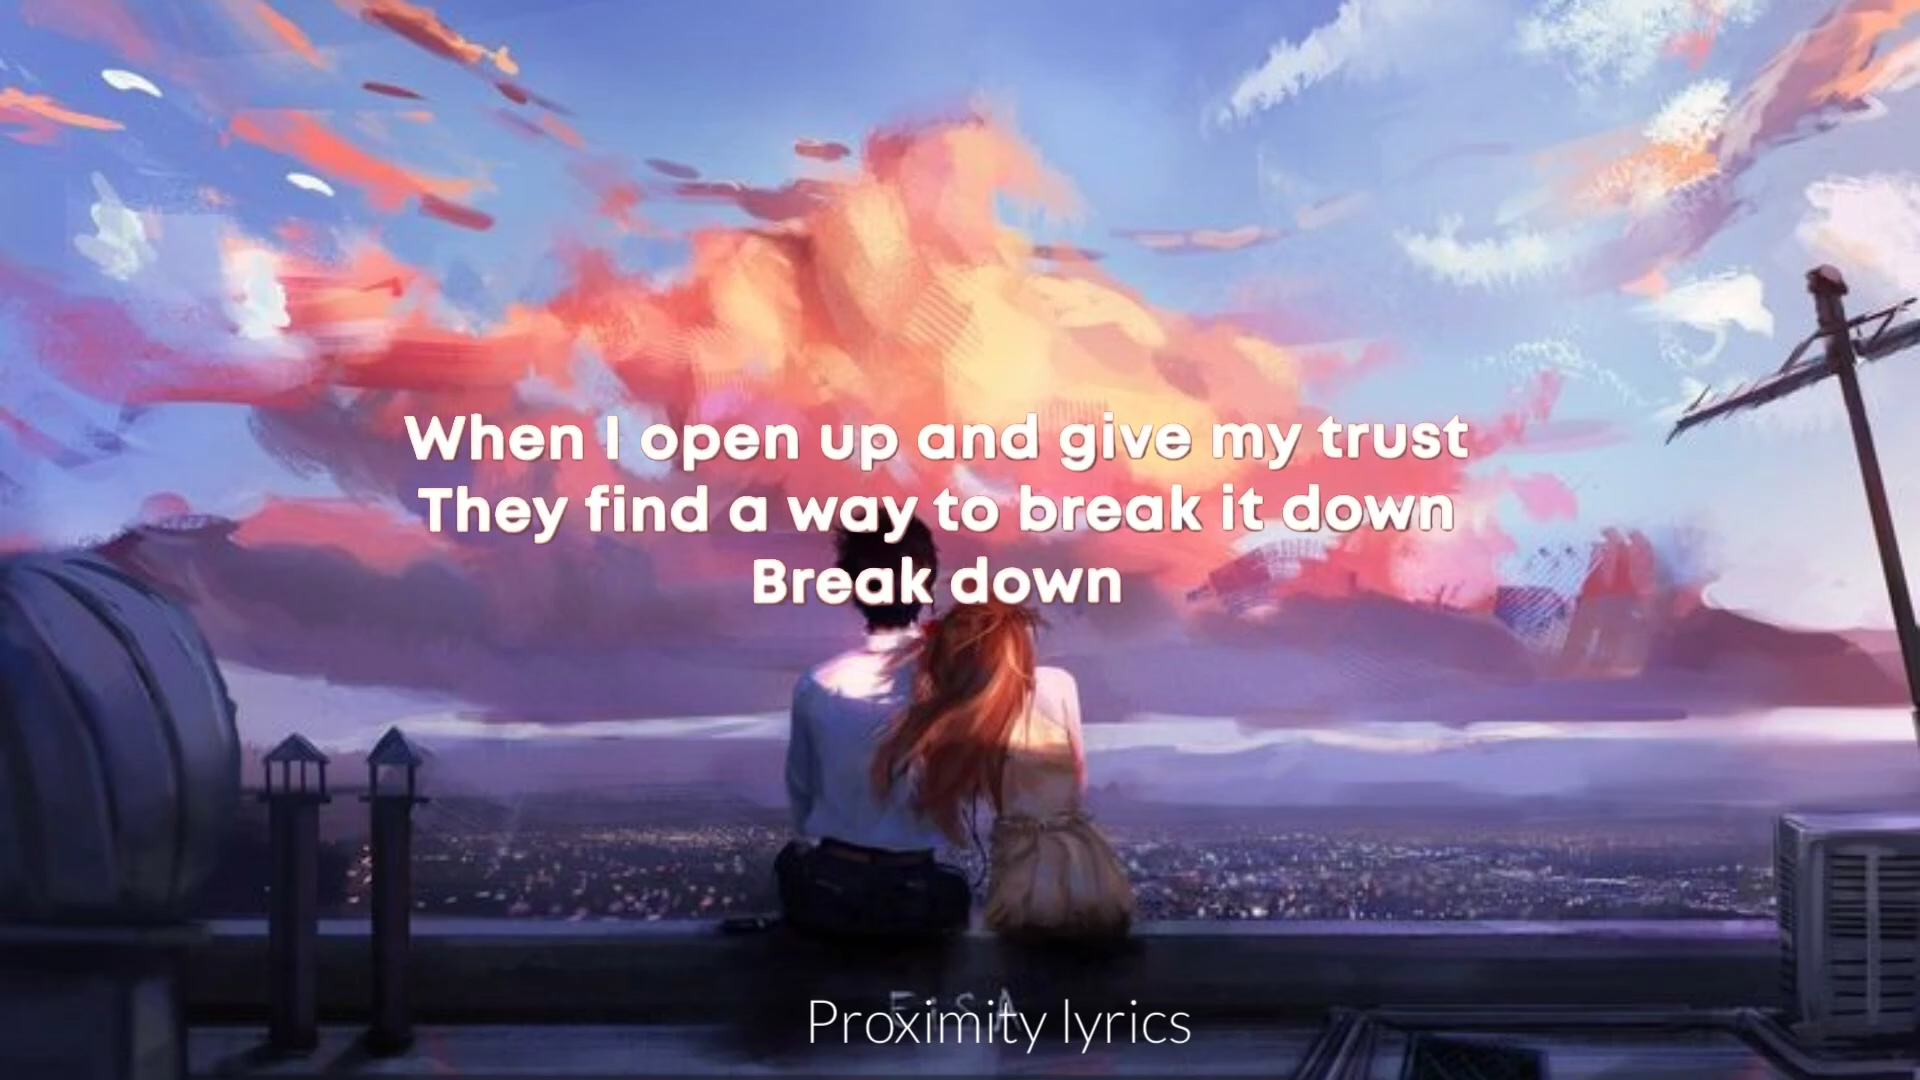 When I open up and give my trust
They find a way to break it down
Break down
Proximity lyrics